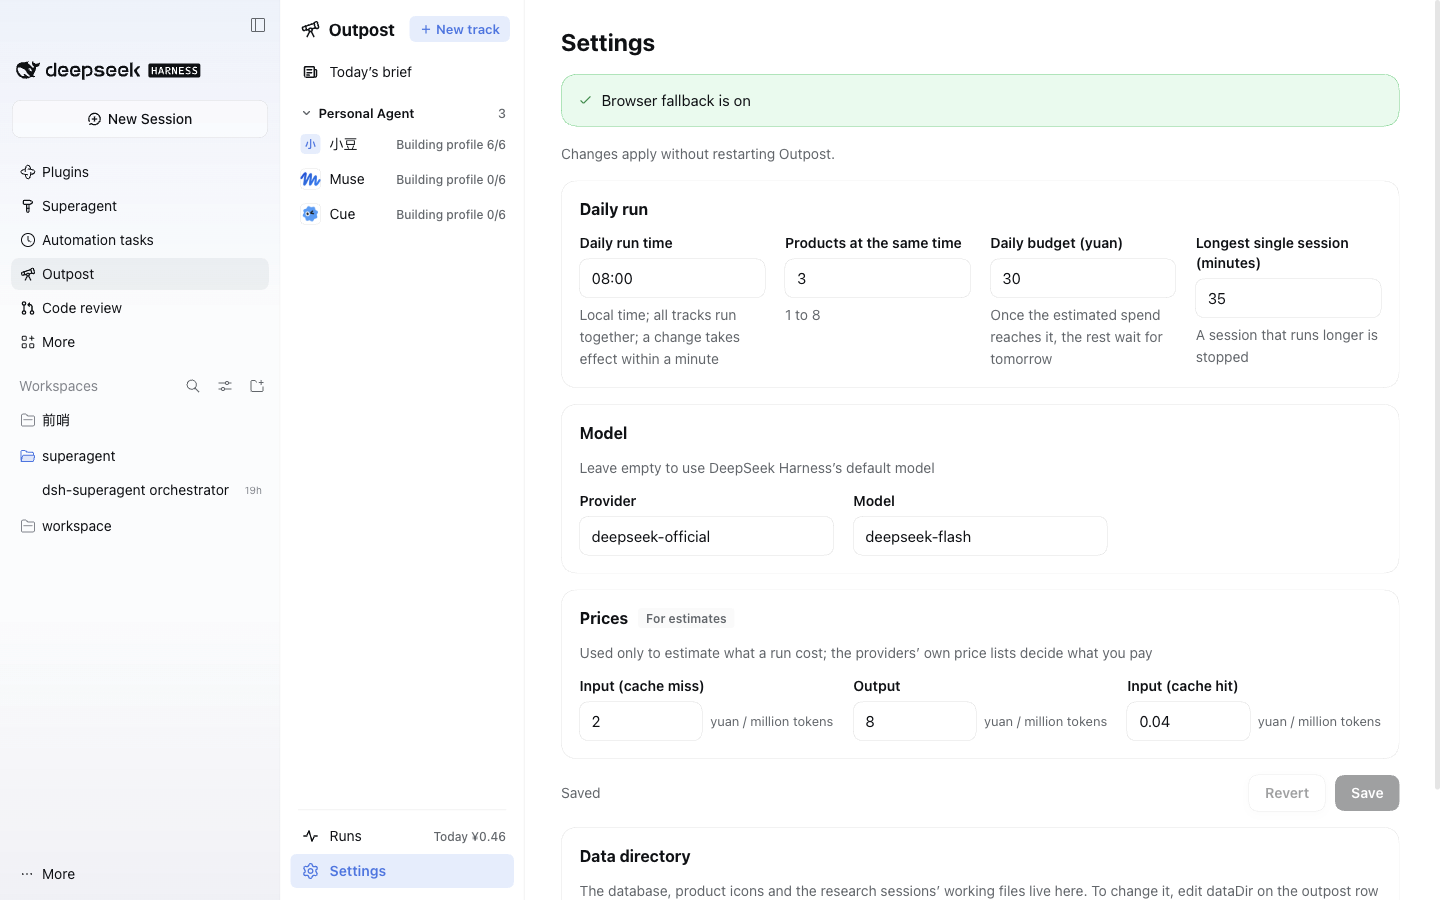 deepseek HARNESS
New Session
Plugins
Superagent
Automation tasks
Outpost
Code review
More
Workspaces
前哨
superagent
dsh-superagent orchestrator 19h
workspace
More
Outpost
+ New track
Today’s brief
Personal Agent 3
小 小豆 Building profile 6/6
Muse Building profile 0/6
Cue Building profile 0/6
Runs Today ¥0.46
Settings
Settings
Browser fallback is on
Changes apply without restarting Outpost.
Daily run
Daily run time
08:00
Local time; all tracks run
together; a change takes
effect within a minute
Products at the same time
3
1 to 8
Daily budget (yuan)
30
Once the estimated spend
reaches it, the rest wait for
tomorrow
Longest single session
(minutes)
35
A session that runs longer is
stopped
Model
Leave empty to use DeepSeek Harness’s default model
Provider
deepseek-official
Model
deepseek-flash
Prices For estimates
Used only to estimate what a run cost; the providers’ own price lists decide what you pay
Input (cache miss)
2 yuan / million tokens
Output
8 yuan / million tokens
Input (cache hit)
0.04 yuan / million tokens
Saved
Revert
Save
Data directory
The database, product icons and the research sessions’ working files live here. To change it, edit dataDir on the outpost row